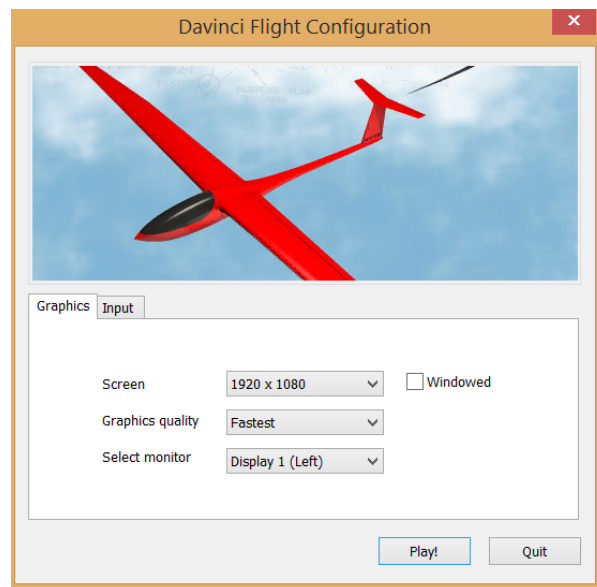 Davinci Flight Configuration
Graphics Input
Screen 1920 x 1080 Windowed
Graphics quality Fastest
Select monitor Display 1 (Left)
Play! Quit